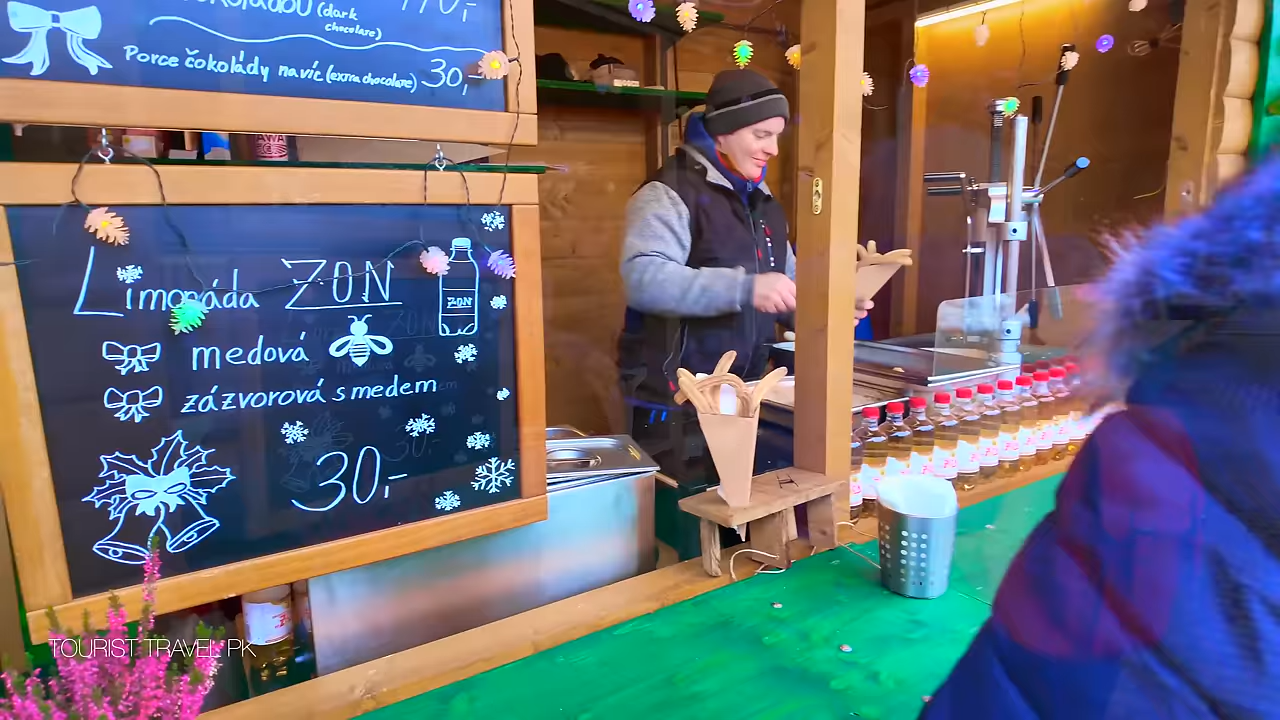 čokoládou (dark
chocolate)
110,-
Porce čokolády navíc (extra chocolate) 30,-
Limonáda ZON
ZON
medová
zázvorová s medem
30,-
TOURIST TRAVEL PK